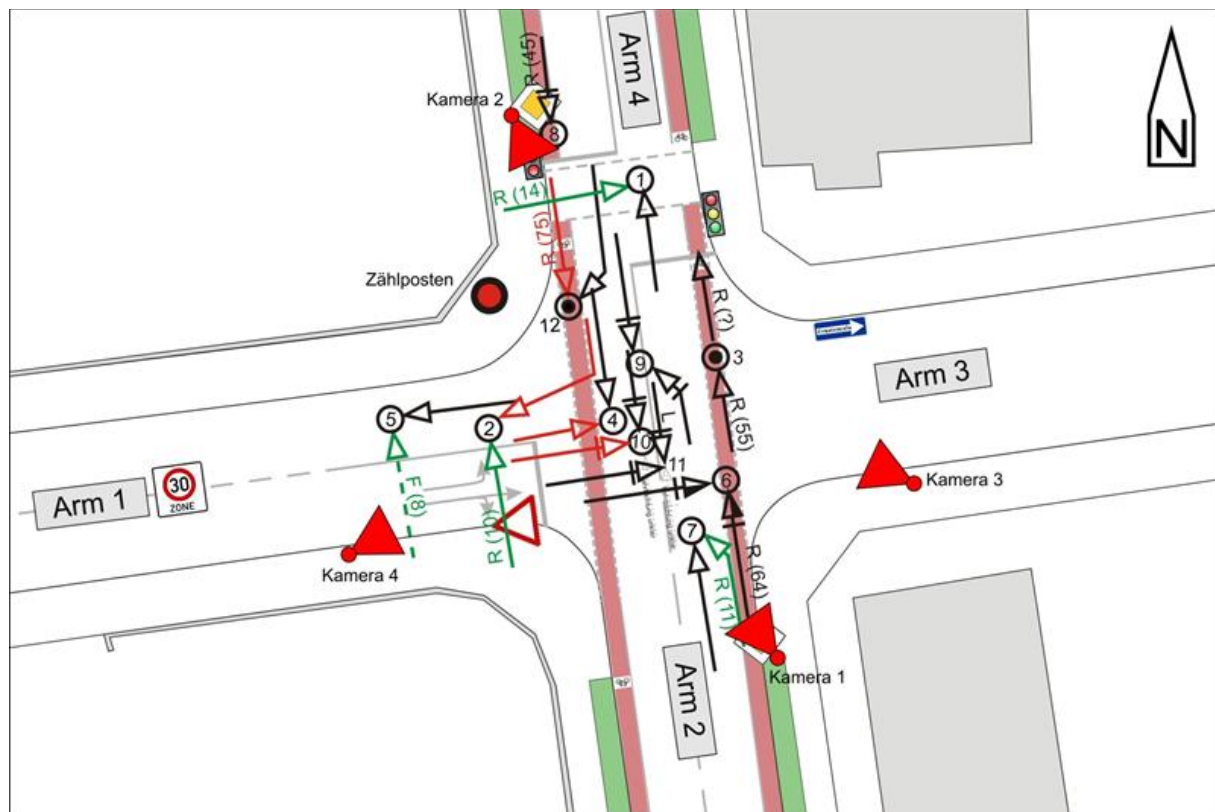 R (45)
Arm 4
Kamera 2
8
N
R (14)
1
R (75)
Zählposten
12
R (?)
9
3
Arm 3
5
2
4
R (55)
10
L
11
6
Kamera 3
30
ZONE
Arm 1
F (8)
R (10)
7
R (64)
Kamera 4
R (11)
Kamera 1
Arm 2